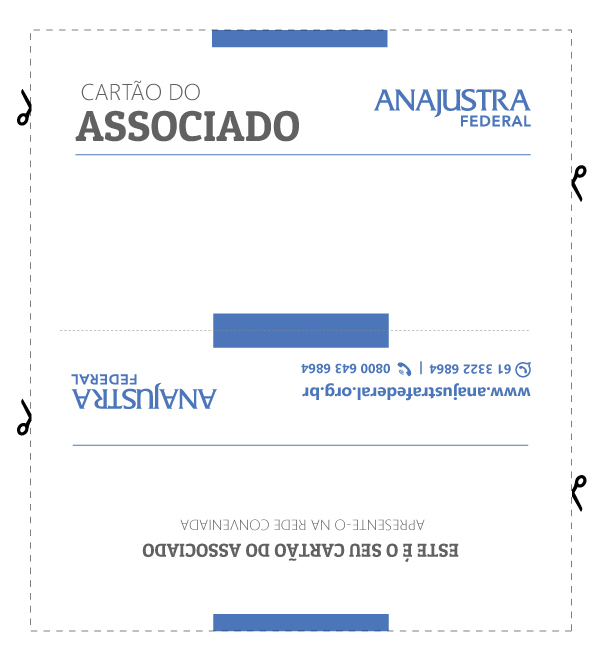 CARTÃO DO
ASSOCIADO
ANAJUSTRA
FEDERAL
ESTE É O SEU CARTÃO DO ASSOCIADO
APRESENTE-O NA REDE CONVENIADA
www.anajustrafederal.org.br
61 3322 6864 | 0800 643 6864
ANAJUSTRA
FEDERAL